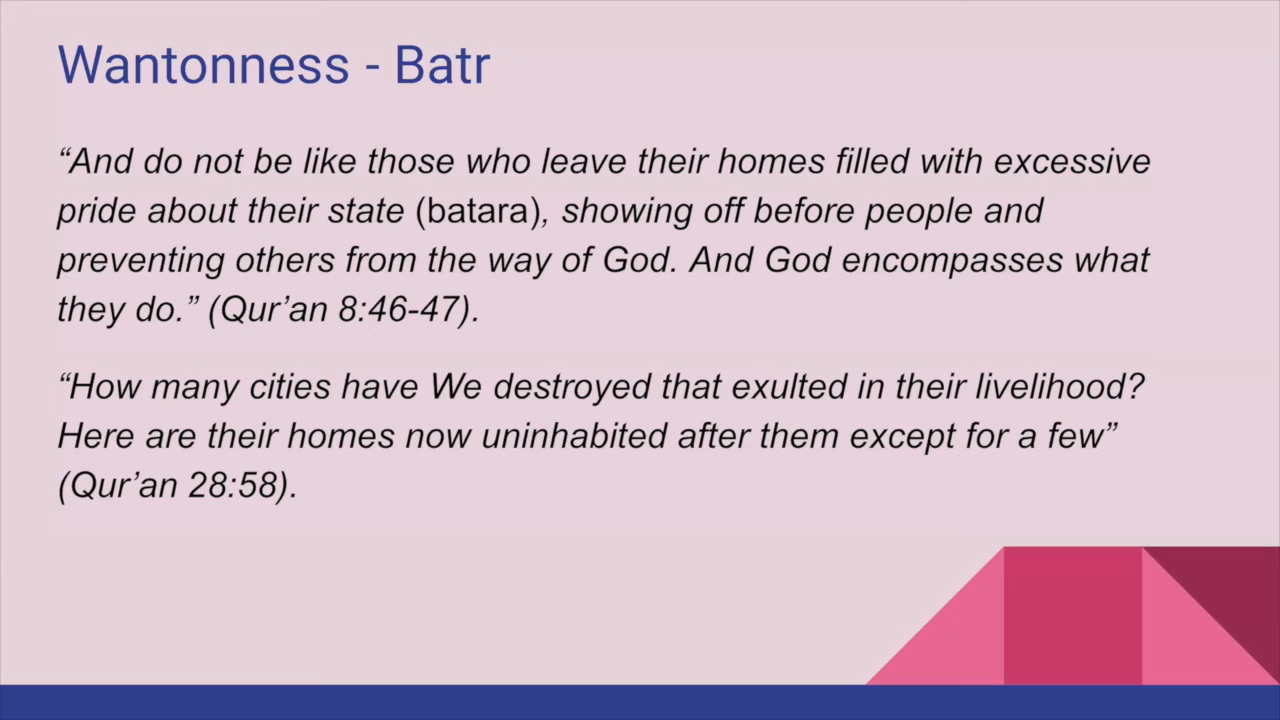 Wantonness - Batr
“And do not be like those who leave their homes filled with excessive
pride about their state (batara), showing off before people and
preventing others from the way of God. And God encompasses what
they do.” (Qur’an 8:46-47).
“How many cities have We destroyed that exulted in their livelihood?
Here are their homes now uninhabited after them except for a few”
(Qur’an 28:58).